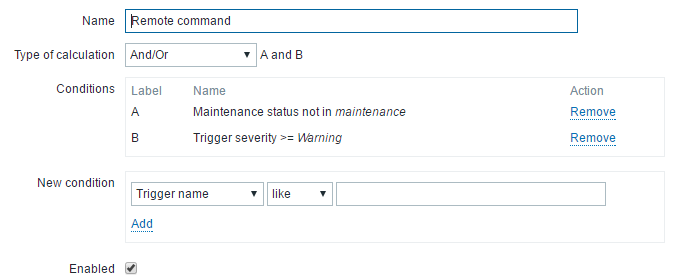 Name Remote command
Type of calculation And/Or A and B
Conditions Label Name Action
A Maintenance status not in maintenance Remove
B Trigger severity >= Warning Remove
New condition
Trigger name like
Add
Enabled